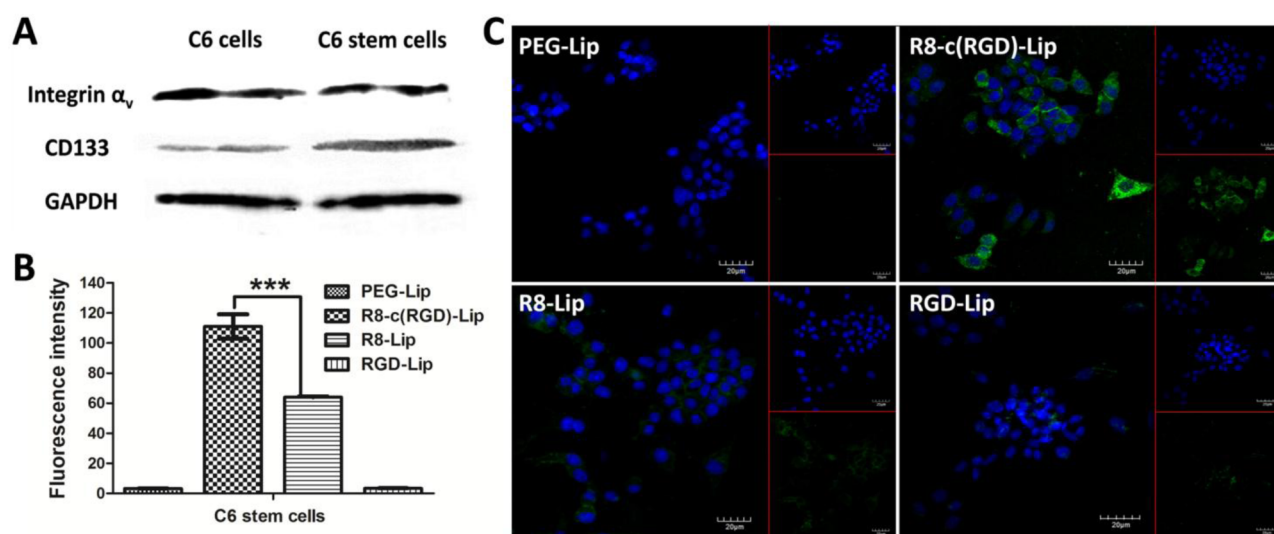 A
C6 cells
C6 stem cells
Integrin αv
CD133
GAPDH
B
Fluorescence intensity
140
120
100
80
60
40
20
0
***
PEG-Lip
R8-c(RGD)-Lip
R8-Lip
RGD-Lip
C6 stem cells
C
PEG-Lip
20μm
R8-c(RGD)-Lip
20μm
R8-Lip
20μm
RGD-Lip
20μm